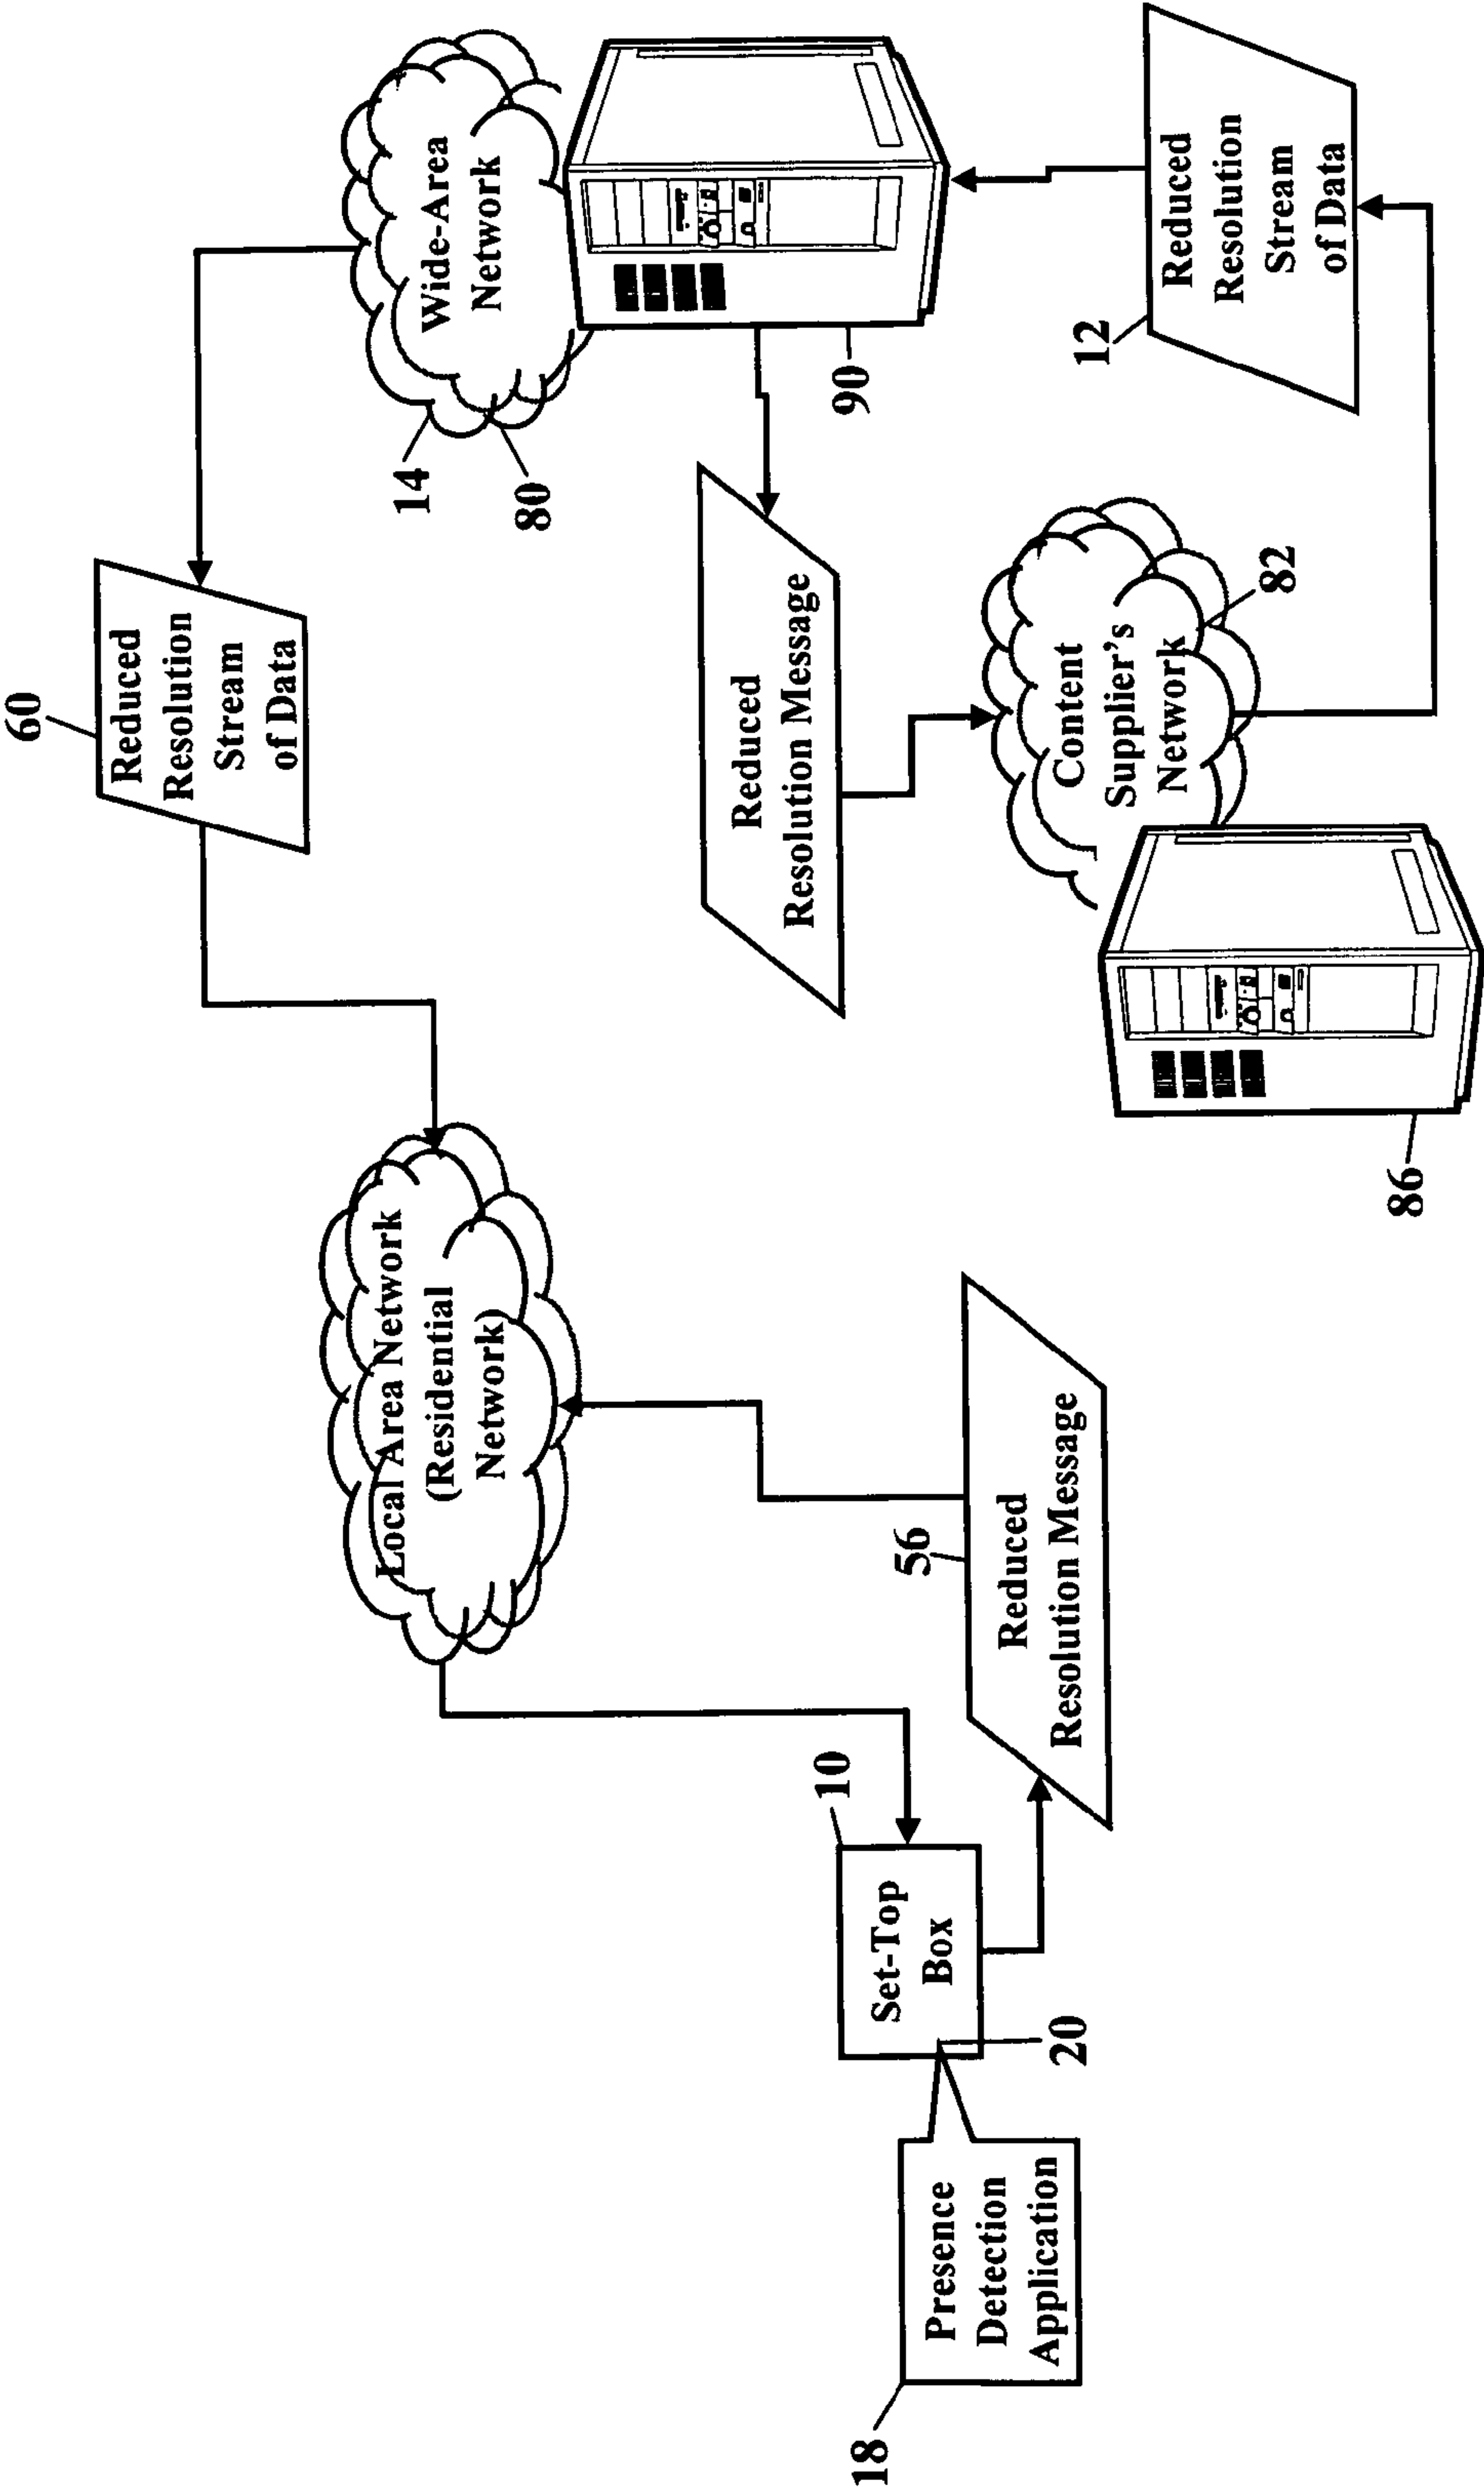 60
Reduced
Resolution
Stream
of Data
14
80
Wide-Area
Network
Local Area Network
(Residential
Network)
Reduced
Resolution Message
90
10
Set-Top
Box
20
18
Presence
Detection
Application
56
Reduced
Resolution Message
Content
Supplier's
Network
82
86
12
Reduced
Resolution
Stream
of Data